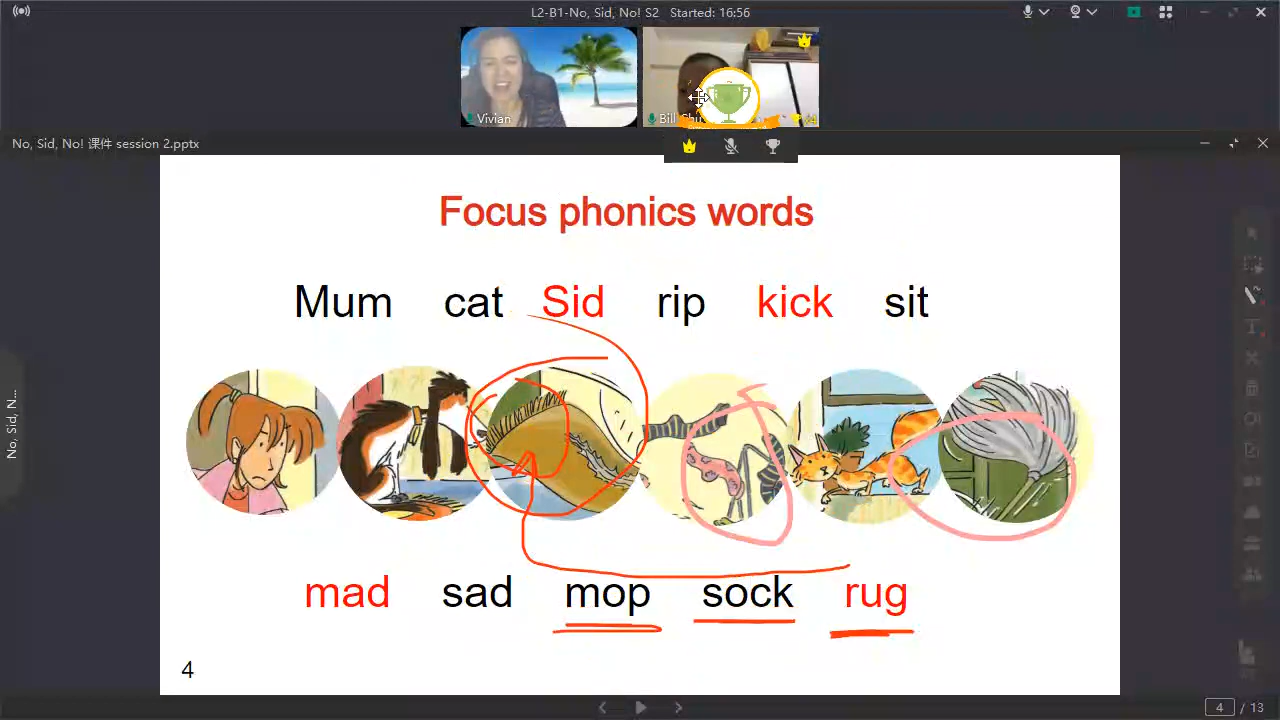 L2-B1-No, Sid, No! S2 Started: 16:56
Vivian
Bill
No, Sid, No! 课件 session 2.pptx
Focus phonics words
Mum cat Sid rip kick sit
mad sad mop sock rug
4
No, Sid, N...
4 / 13